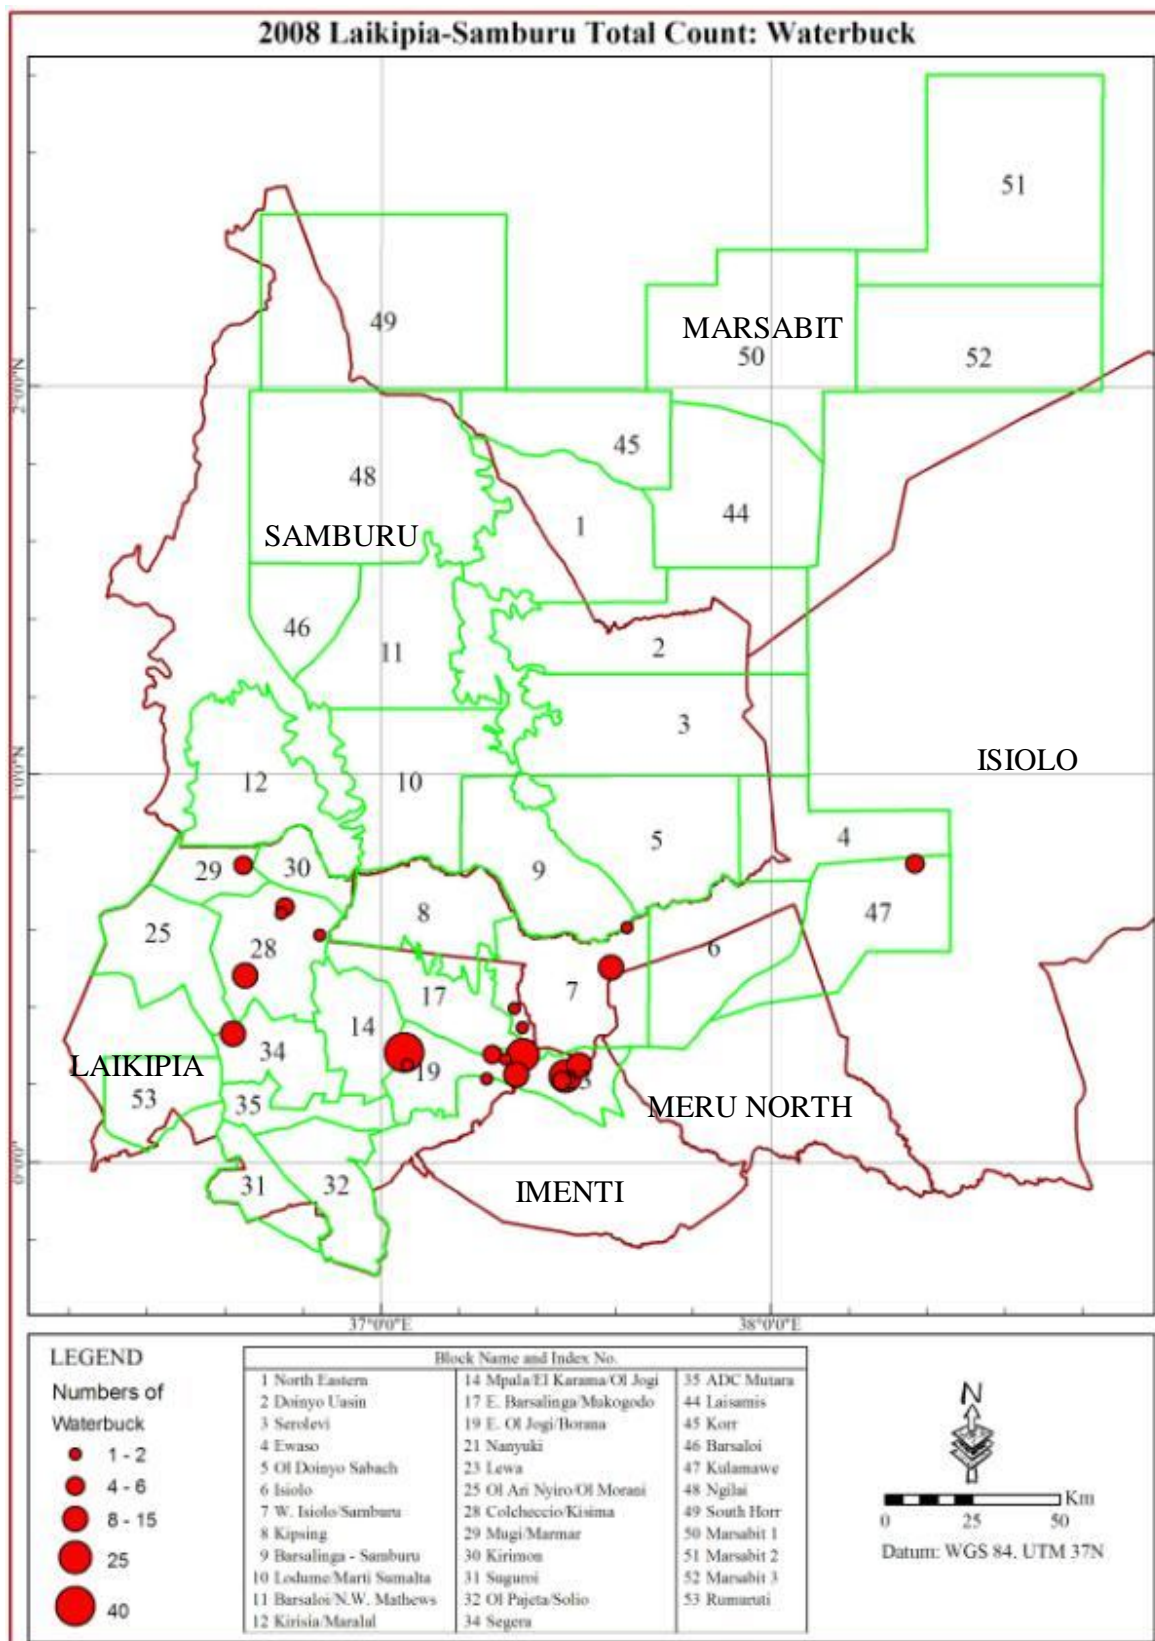 2008 Laikipia-Samburu Total Count: Waterbuck
51
49
MARSABIT
50
52
2°0'0"N
45
48
44
1
SAMBURU
46
11
2
3
ISIOLO
1°0'0"N
12
10
4
5
29
30
9
8
47
25
28
6
7
17
14
34
19
LAIKIPIA
53
35
MERU NORTH
0°0'0"
31
32
IMENTI
37°0'0"E
38°0'0"E
LEGEND
Numbers of
Waterbuck
1 - 2
4 - 6
8 - 15
25
40
Block Name and Index No.
1 North Eastern
2 Doinyo Uasin
3 Serolevi
4 Ewaso
5 Ol Doinyo Sabach
6 Isiolo
7 W. Isiolo/Samburu
8 Kipsing
9 Barsalinga - Samburu
10 Lodume/Marti Sumalta
11 Barsaloi/N.W. Mathews
12 Kirisia/Maralal
14 Mpala/El Karama/Ol Jogi
17 E. Barsalinga/Mukogodo
19 E. Ol Jogi/Borana
21 Nanyuki
23 Lewa
25 Ol Ari Nyiro/Ol Morani
28 Colcheccio/Kisima
29 Mugi/Marmar
30 Kirimon
31 Suguroi
32 Ol Pajeta/Solio
34 Segera
35 ADC Mutara
44 Laisamis
45 Korr
46 Barsaloi
47 Kulamawe
48 Ngilai
49 South Horr
50 Marsabit 1
51 Marsabit 2
52 Marsabit 3
53 Rumuruti
N
Km
0 25 50
Datum: WGS 84, UTM 37N